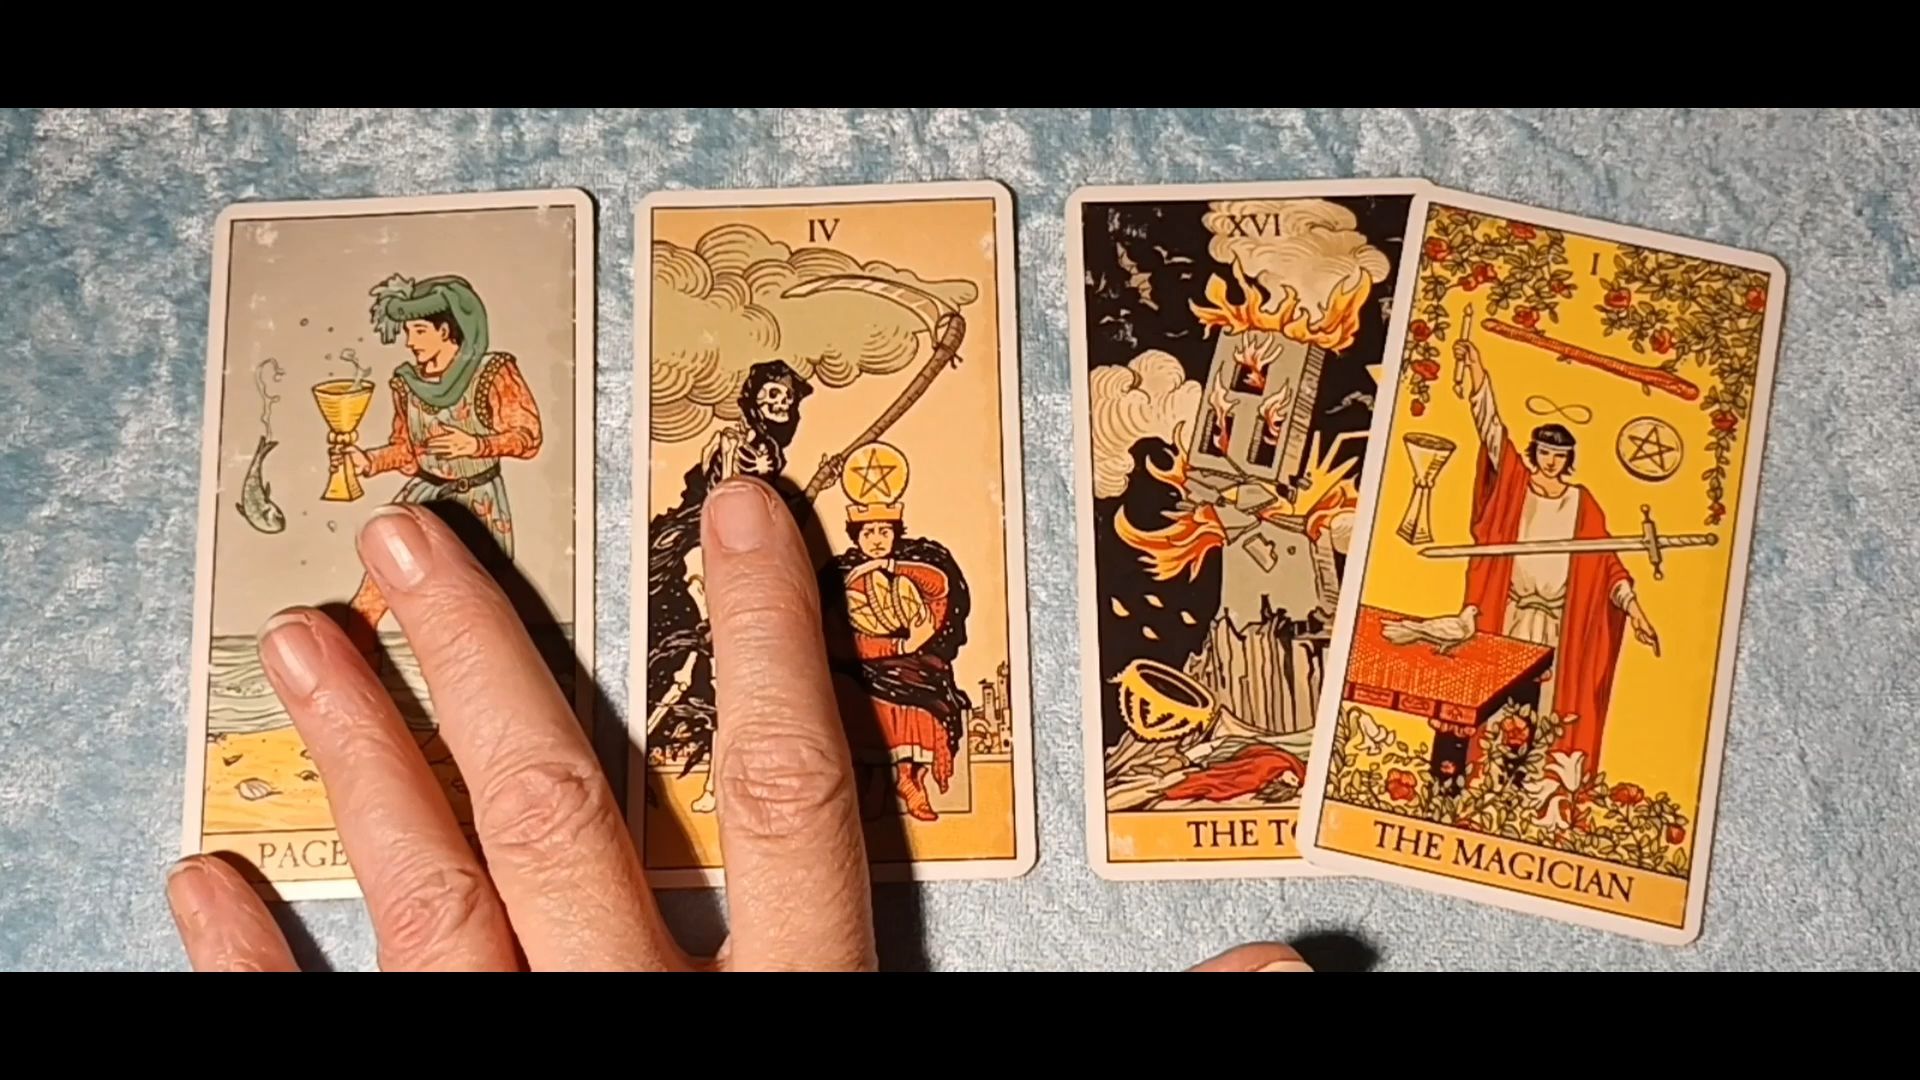 PAGE
IV
XVI
THE TO
I
THE MAGICIAN